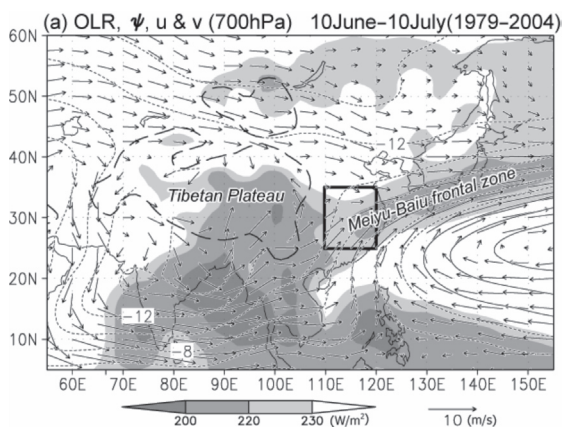 (a) OLR, ψ, u & v (700hPa) 10June-10July(1979-2004)
60N
50N
-12
40N
Tibetan Plateau
Meiyu-Baiu frontal zone
30N
20N
-12
-8
10N
60E 70E 80E 90E 100E 110E 120E 130E 140E 150E
200 220 230 (W/m²)
10 (m/s)